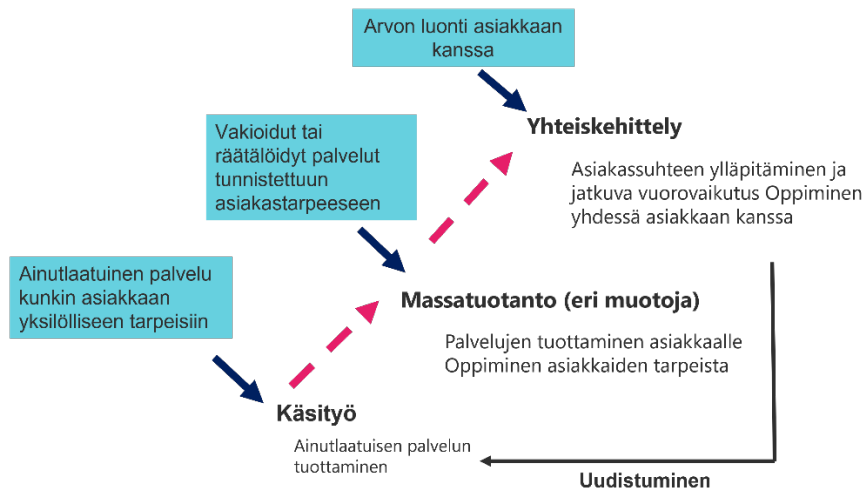 Arvon luonti asiakkaan
kanssa
Yhteiskehittely
Asiakassuhteen ylläpitäminen ja
jatkuva vuorovaikutus Oppiminen
yhdessä asiakkaan kanssa
Vakioidut tai
räätälöidyt palvelut
tunnistettuun
asiakastarpeeseen
Massatuotanto (eri muotoja)
Palvelujen tuottaminen asiakkaalle
Oppiminen asiakkaiden tarpeista
Ainutlaatuinen palvelu
kunkin asiakkaan
yksilölliseen tarpeisiin
Käsityö
Ainutlaatuisen palvelun
tuottaminen
Uudistuminen